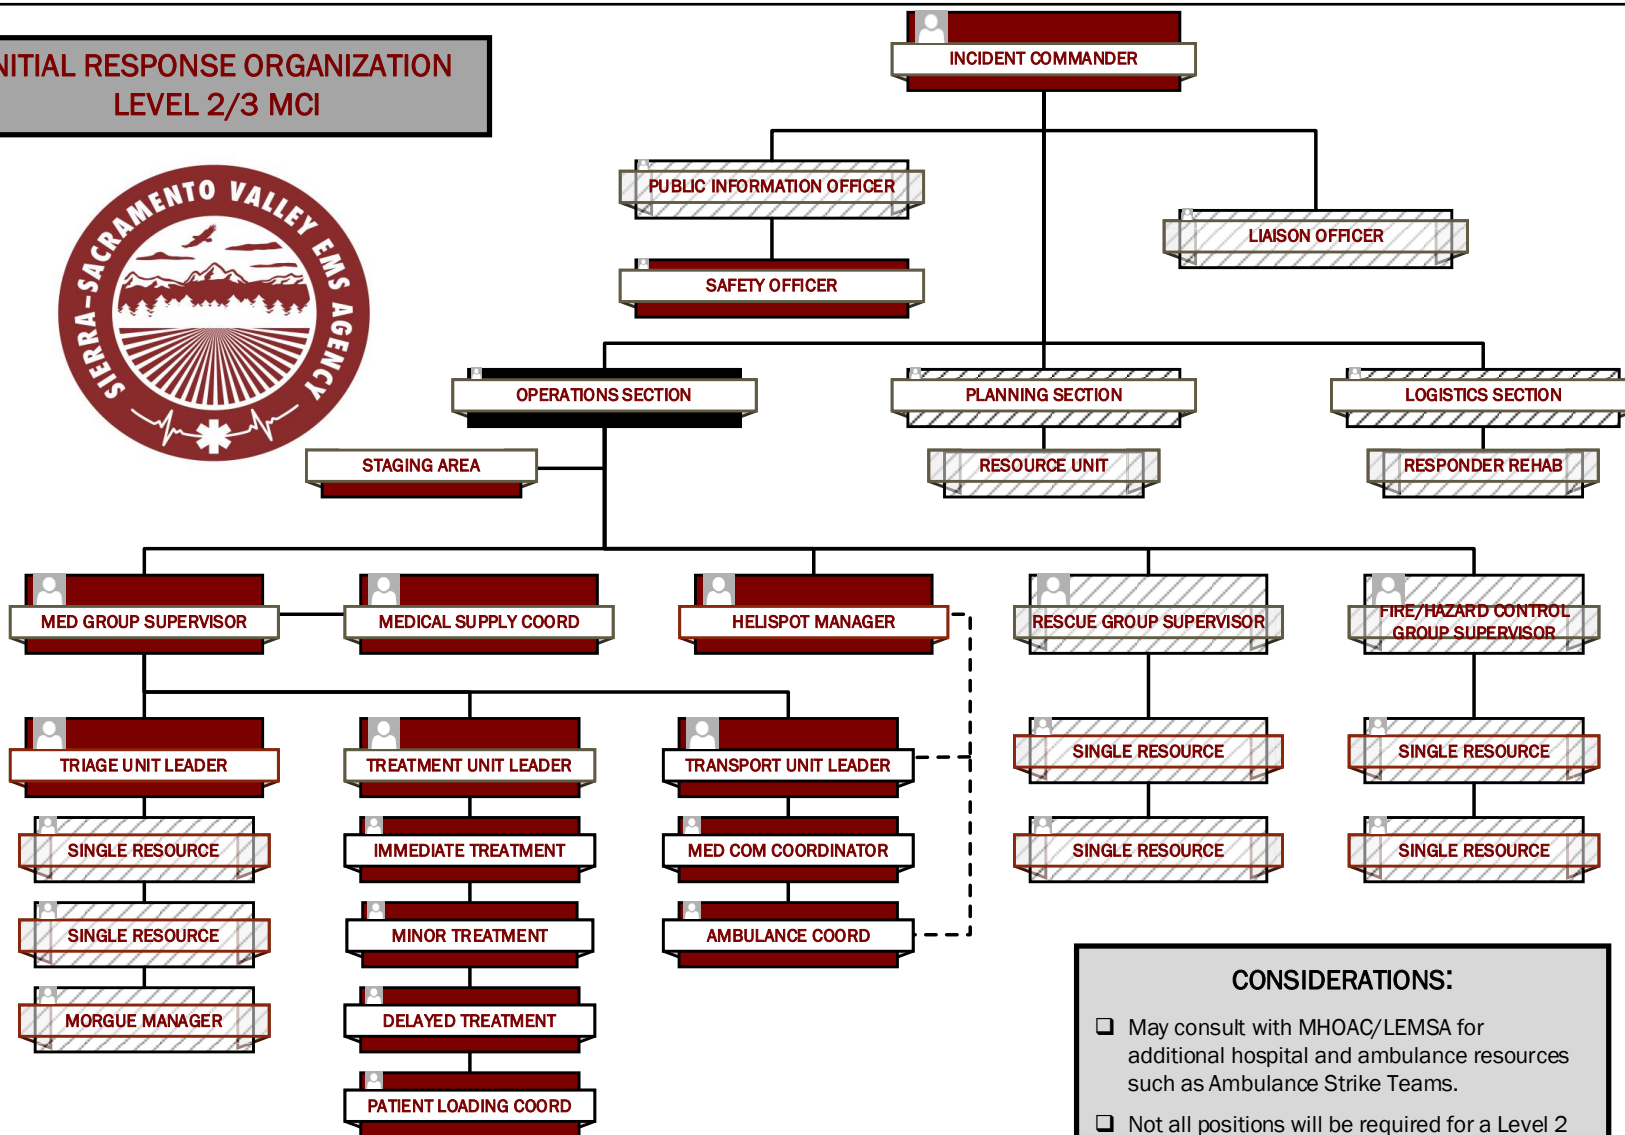 NITIAL RESPONSE ORGANIZATION
LEVEL 2/3 MCI
SIERRA-SACRAMENTO VALLEY EMS AGENCY
INCIDENT COMMANDER
PUBLIC INFORMATION OFFICER
LIAISON OFFICER
SAFETY OFFICER
OPERATIONS SECTION
PLANNING SECTION
LOGISTICS SECTION
STAGING AREA
RESOURCE UNIT
RESPONDER REHAB
MED GROUP SUPERVISOR
MEDICAL SUPPLY COORD
HELISPOT MANAGER
RESCUE GROUP SUPERVISOR
FIRE/HAZARD CONTROL
GROUP SUPERVISOR
TRIAGE UNIT LEADER
TREATMENT UNIT LEADER
TRANSPORT UNIT LEADER
SINGLE RESOURCE
SINGLE RESOURCE
SINGLE RESOURCE
IMMEDIATE TREATMENT
MED COM COORDINATOR
SINGLE RESOURCE
SINGLE RESOURCE
SINGLE RESOURCE
MINOR TREATMENT
AMBULANCE COORD
MORGUE MANAGER
DELAYED TREATMENT
PATIENT LOADING COORD
CONSIDERATIONS:
❑ May consult with MHOAC/LEMSA for
additional hospital and ambulance resources
such as Ambulance Strike Teams.
❑ Not all positions will be required for a Level 2